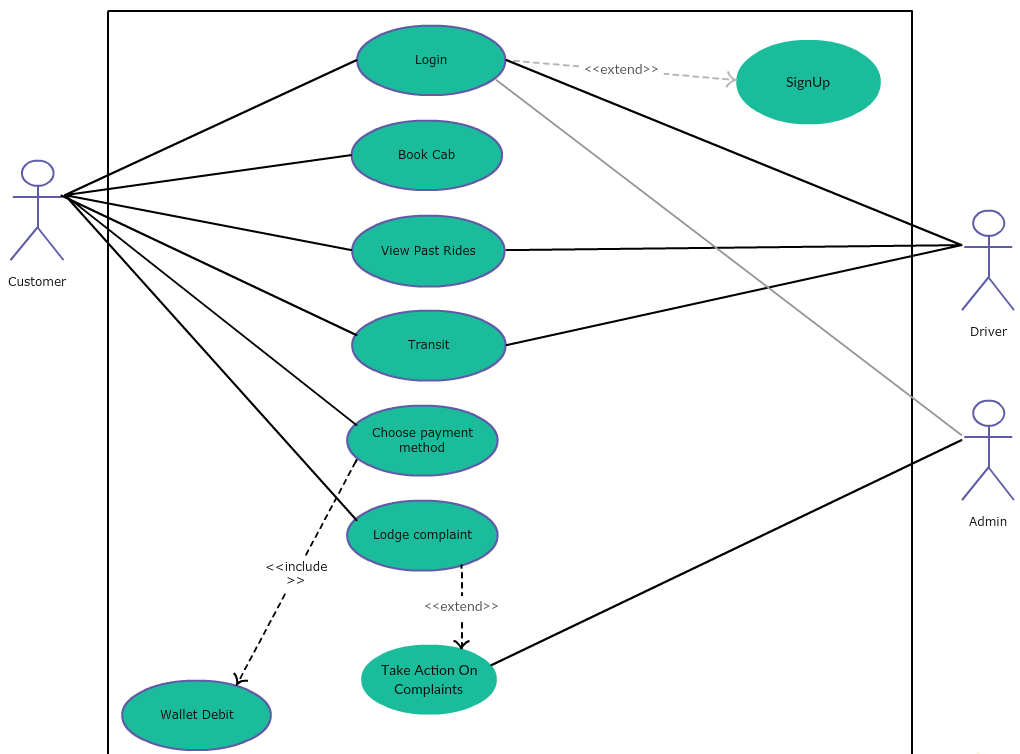 Login
<<extend>>
SignUp
Book Cab
Customer
View Past Rides
Driver
Transit
Choose payment
method
Lodge complaint
Admin
<<include
>>
<<extend>>
Take Action On
Complaints
Wallet Debit